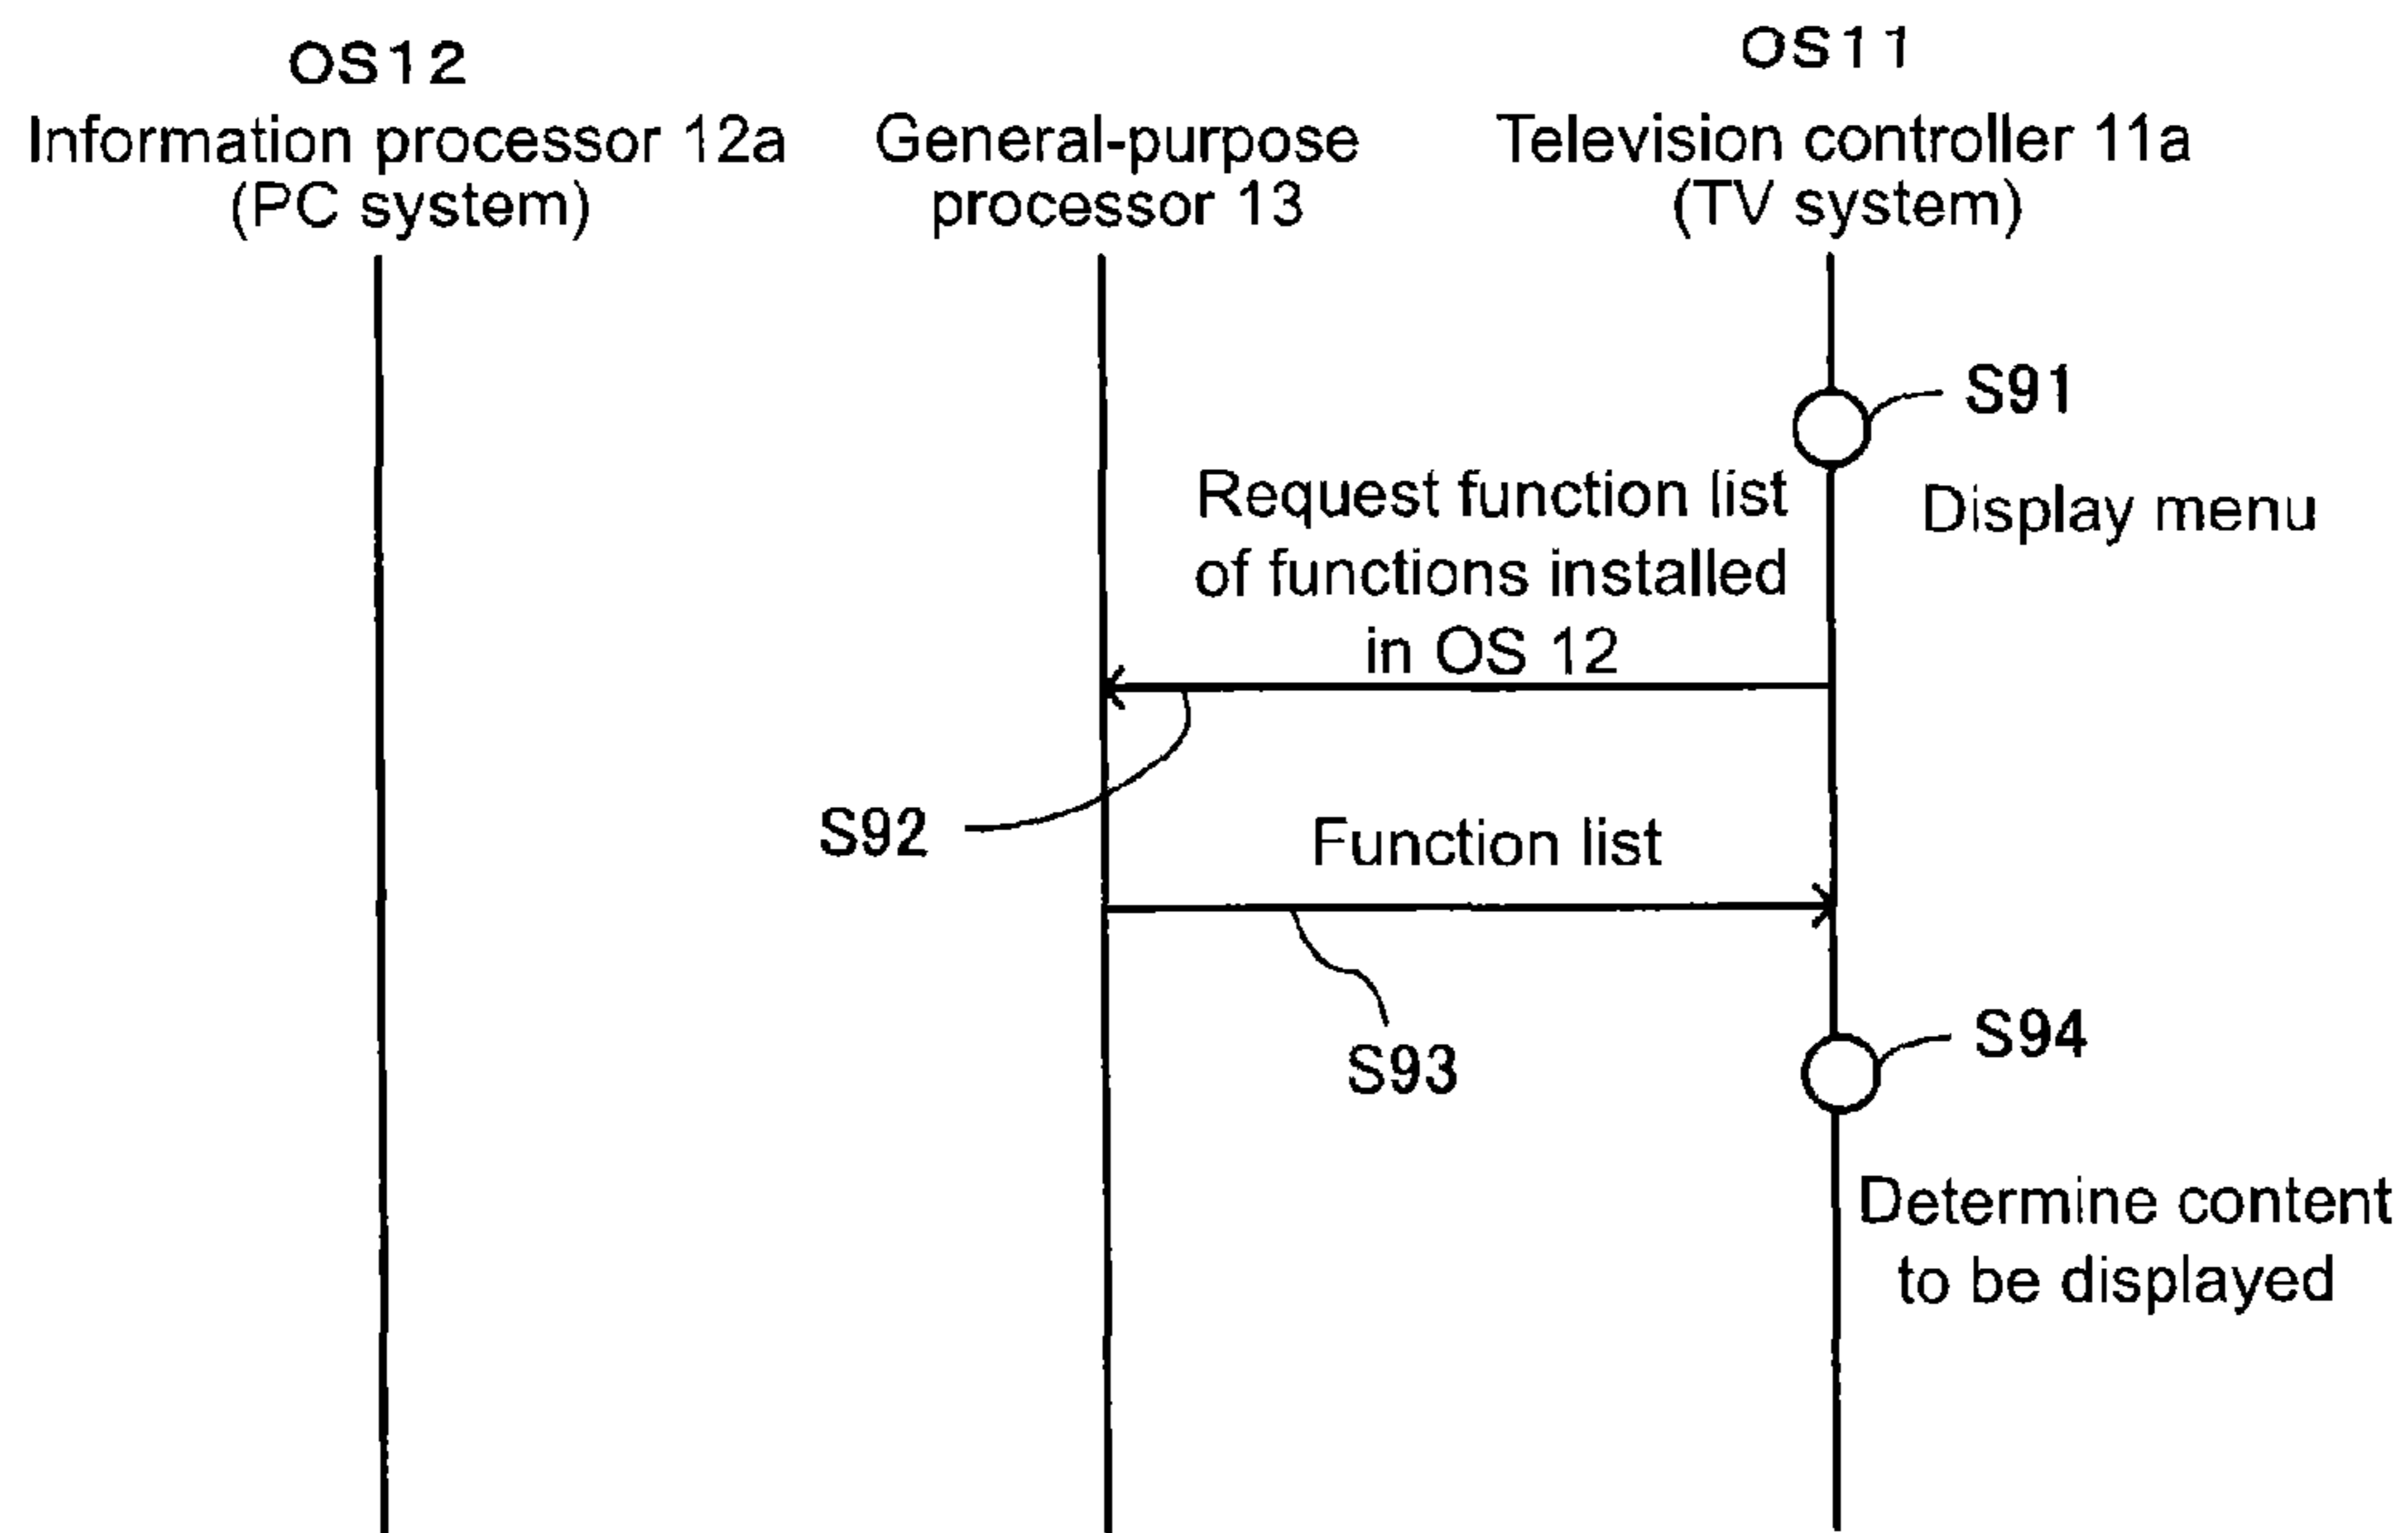 OS12
Information processor 12a
(PC system)
General-purpose
processor 13
OS11
Television controller 11a
(TV system)
S91
Display menu
Request function list
of functions installed
in OS 12
S92
Function list
S93
S94
Determine content
to be displayed